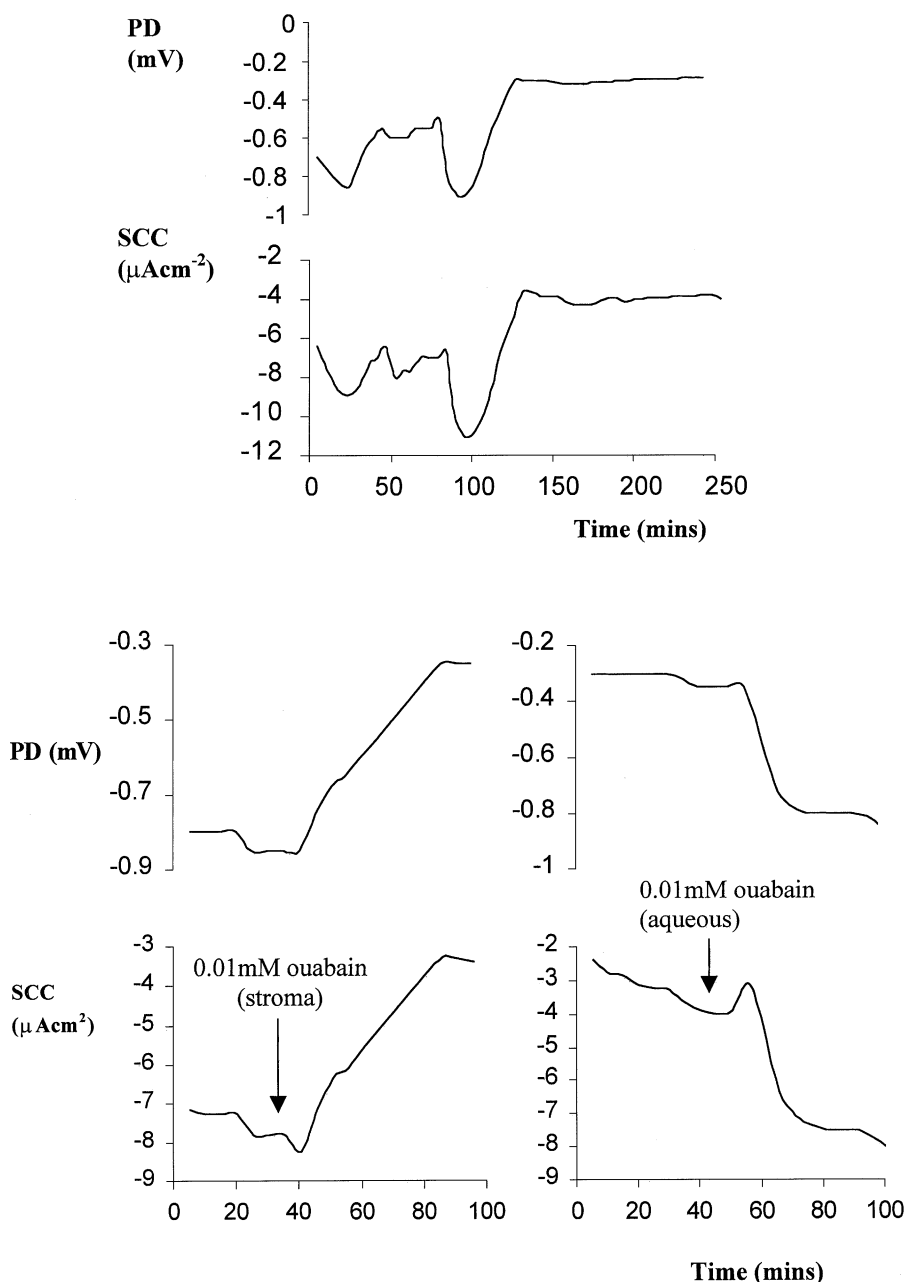 PD
(mV)
0
-0.2
-0.4
-0.6
-0.8
-1
SCC
(μAcm-2)
-2
-4
-6
-8
-10
-12
0 50 100 150 200 250
Time (mins)
PD (mV)
-0.3
-0.5
-0.7
-0.9
-0.2
-0.4
-0.6
-0.8
-1
SCC
(μ Acm2)
-3
-4
-5
-6
-7
-8
-9
0.01mM ouabain
(stroma)
0 20 40 60 80 100
0.01mM ouabain
(aqueous)
-2
-3
-4
-5
-6
-7
-8
-9
0 20 40 60 80 100
Time (mins)